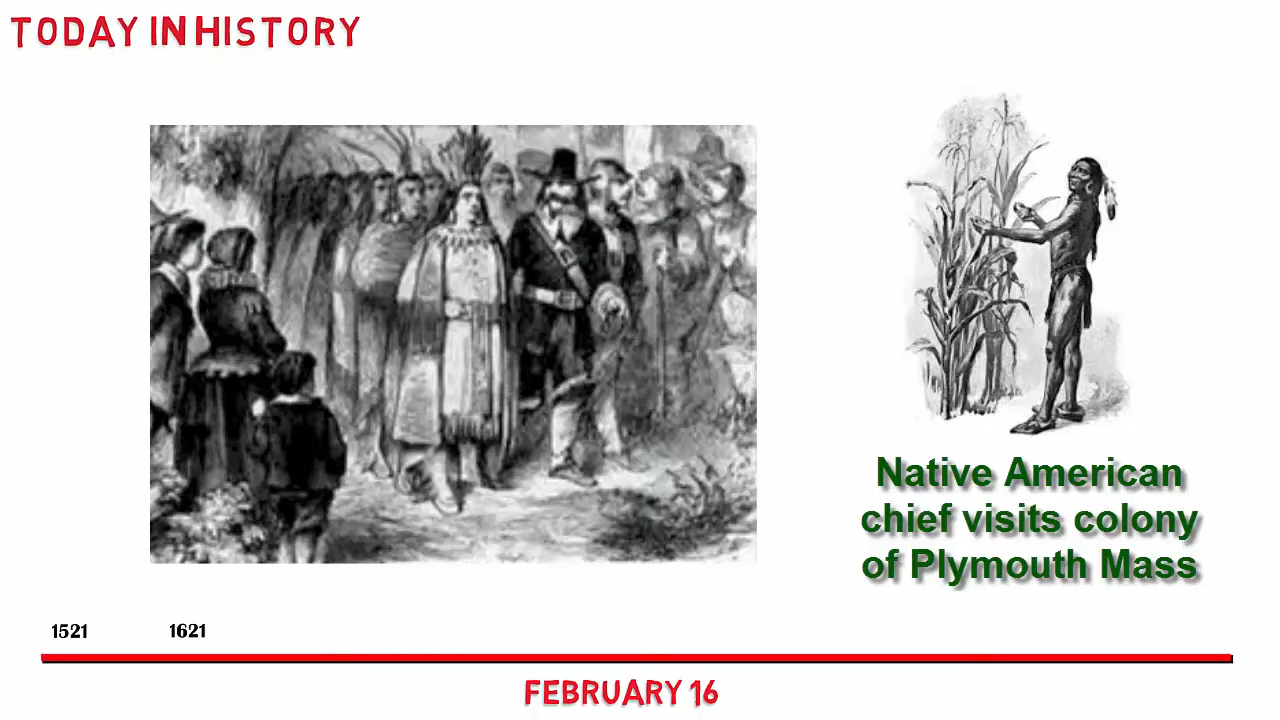 TODAY IN HISTORY
Native American
chief visits colony
of Plymouth Mass
1521
1621
FEBRUARY 16